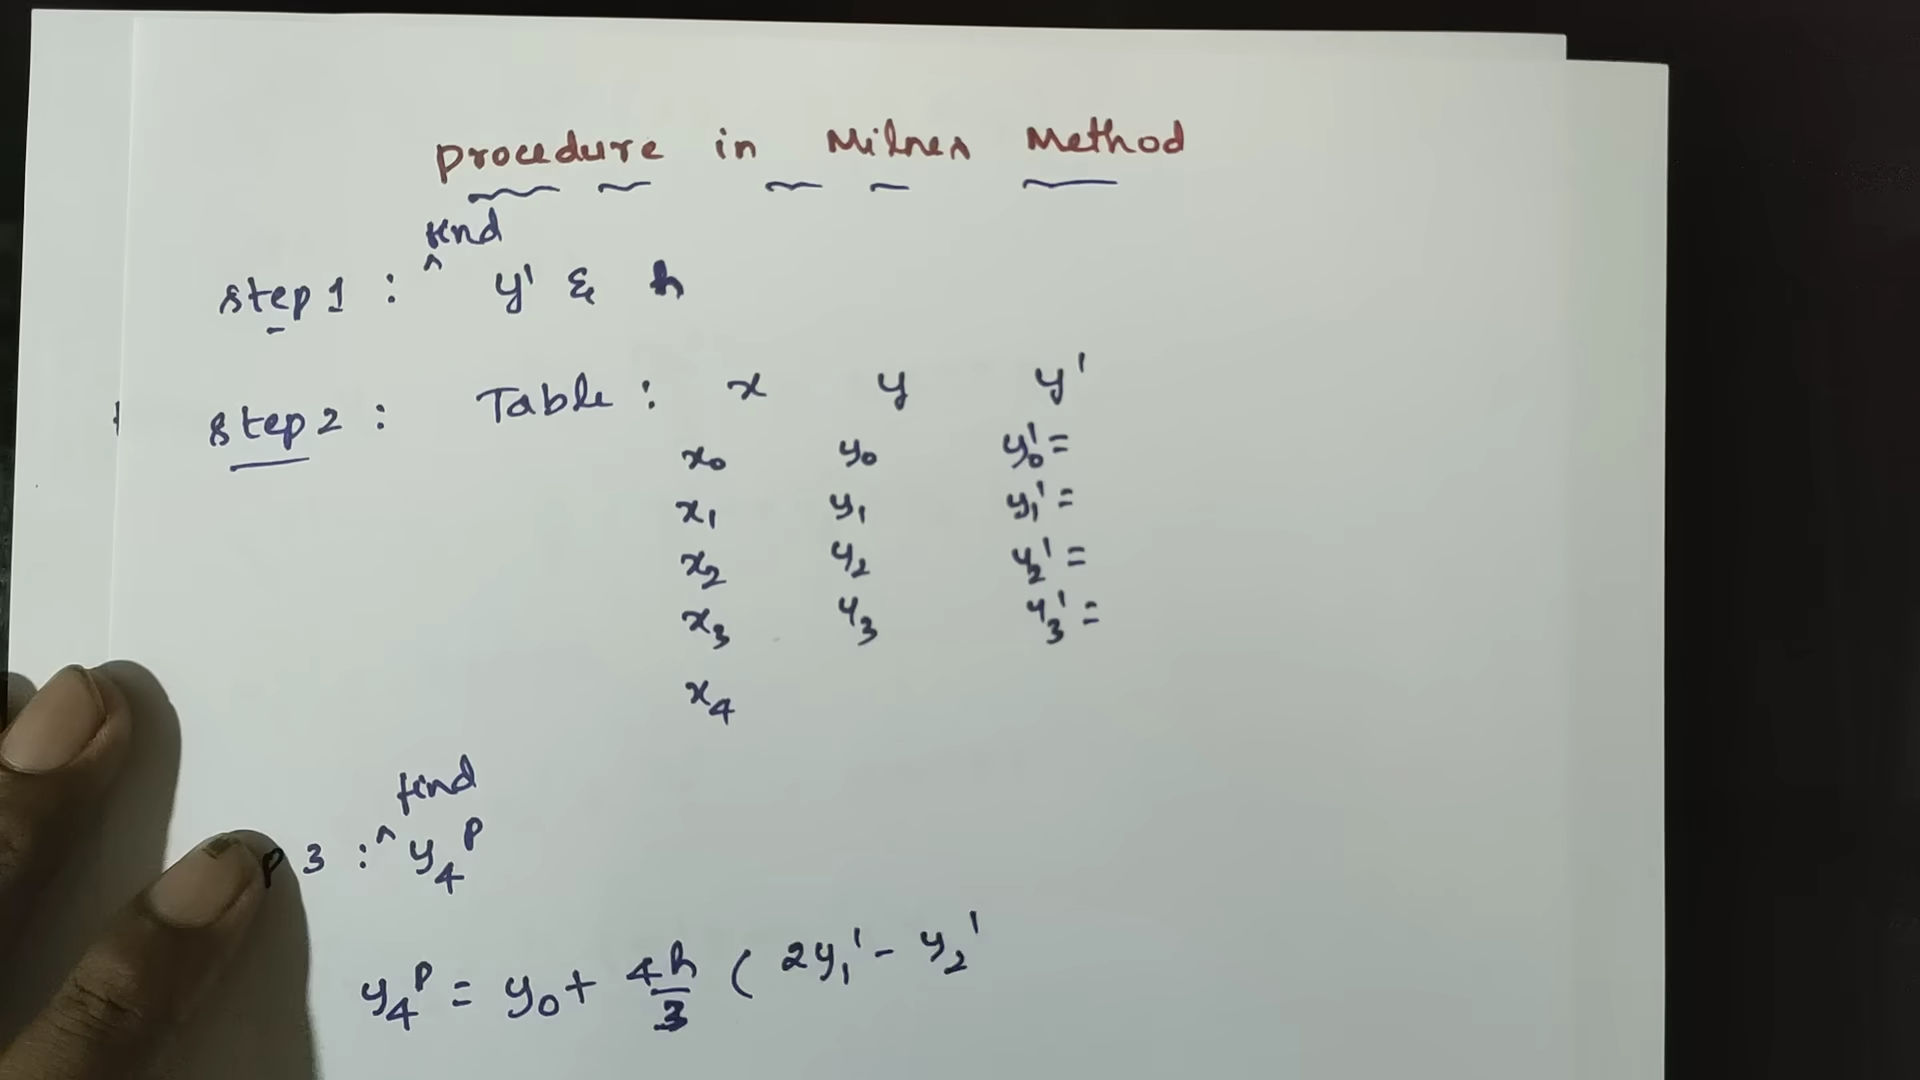 Procedure in Milnes Method
find
step 1 : ^ y' & h
step 2 : Table : x y y'
x₀ y₀ y₀' =
x₁ y₁ y₁' =
x₂ y₂ y₂' =
x₃ y₃ y₃' =
x₄
find
p 3 : ^ y₄ᴾ
y₄ᴾ = y₀ + 4h/3 ( 2y₁' - y₂'